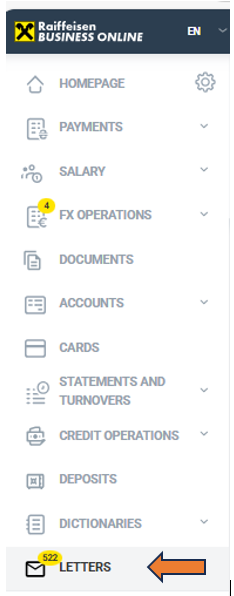 Raiffeisen
BUSINESS ONLINE
EN
HOMEPAGE
PAYMENTS
SALARY
4
FX OPERATIONS
DOCUMENTS
ACCOUNTS
CARDS
STATEMENTS AND
TURNOVERS
CREDIT OPERATIONS
DEPOSITS
DICTIONARIES
522
LETTERS